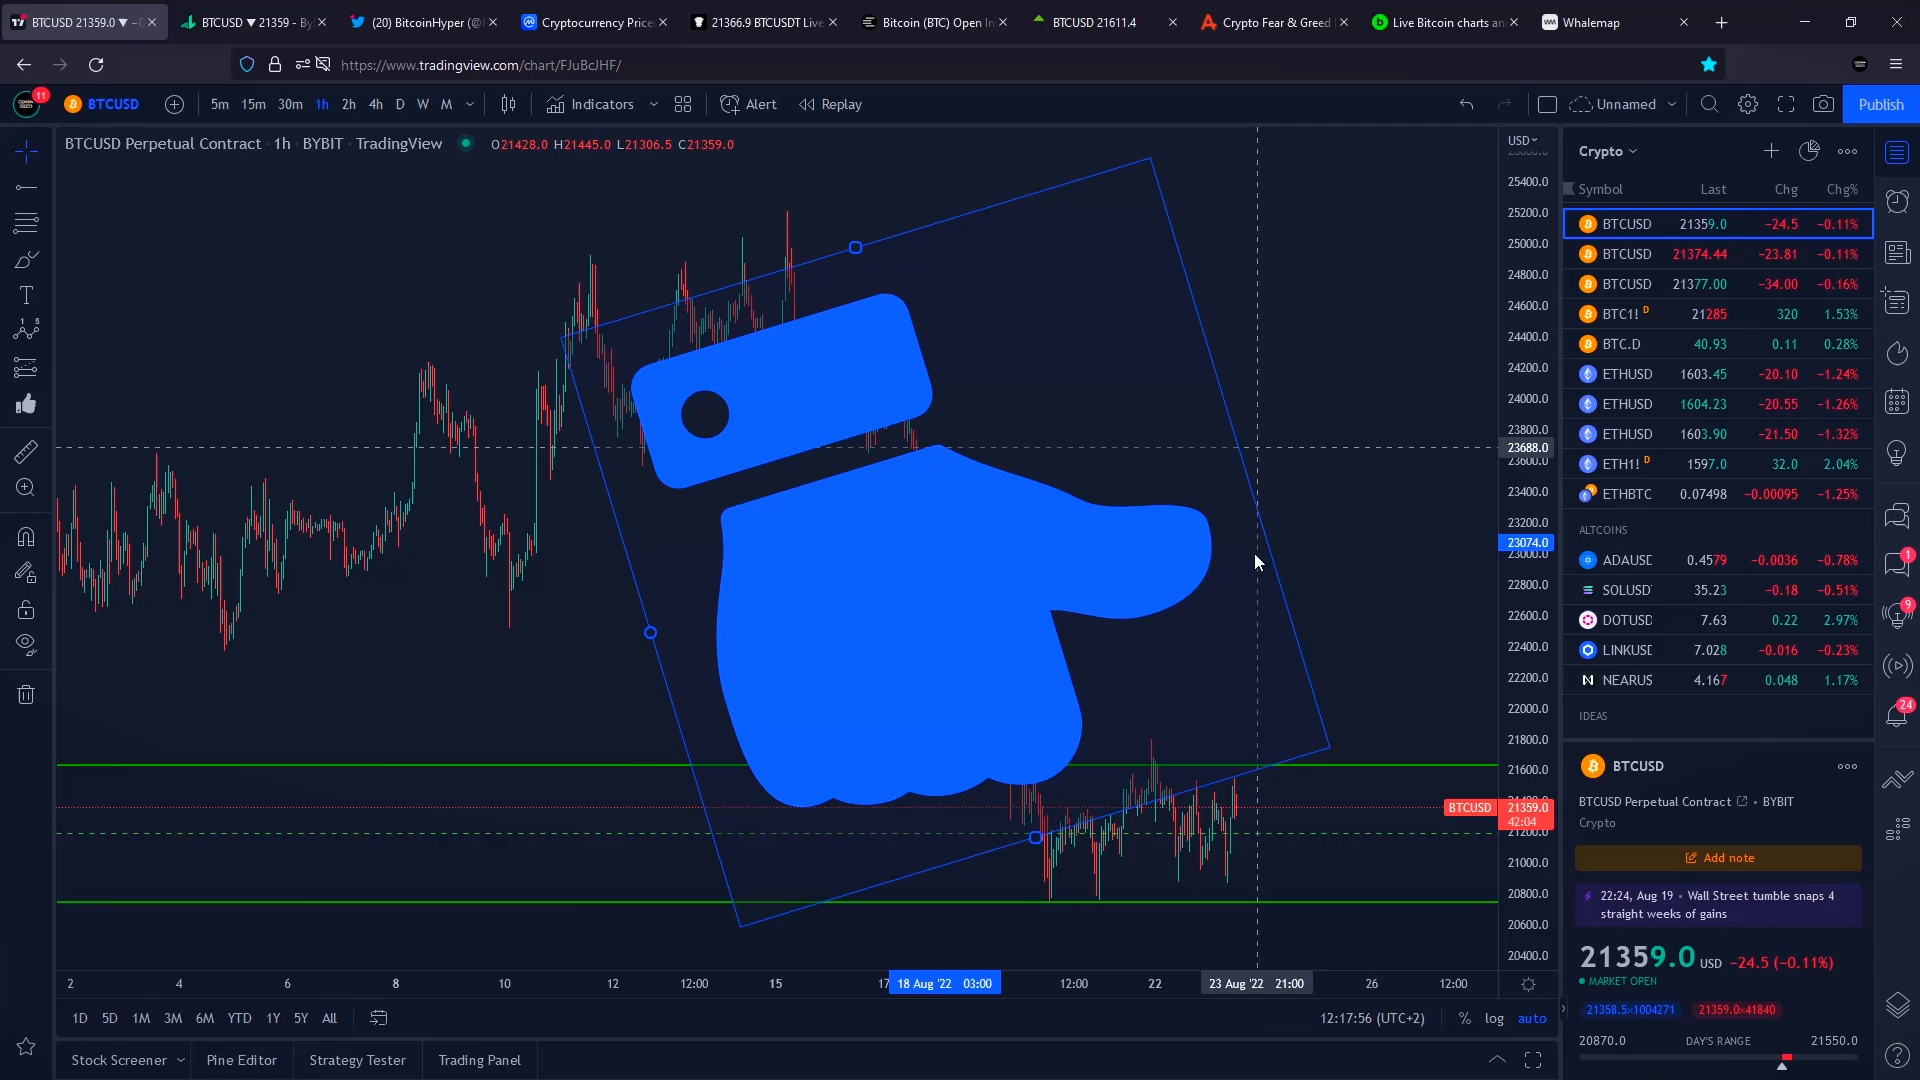 BTCUSD 21359.0 ▼ −
BTCUSD ▼ 21359 - By
(20) BitcoinHyper (@
Cryptocurrency Price
21366.9 BTCUSDT Live
Bitcoin (BTC) Open In
BTCUSD 21611.4
Crypto Fear & Greed
Live Bitcoin charts an
Whalemap
https://www.tradingview.com/chart/FJuBcJHF/
11
BTCUSD
5m 15m 30m 1h 2h 4h D W M
Indicators
Alert
Replay
Unnamed
Publish
BTCUSD Perpetual Contract · 1h · BYBIT · TradingView
O21428.0 H21445.0 L21306.5 C21359.0
USD
25400.0
25200.0
25000.0
24800.0
24600.0
24400.0
24200.0
24000.0
23800.0
23688.0
23600.0
23400.0
23200.0
23074.0
23000.0
22800.0
22600.0
22400.0
22200.0
22000.0
21800.0
21600.0
BTCUSD 21359.0
42:04
21200.0
21000.0
20800.0
20600.0
20400.0
2 4 6 8 10 12 12:00 15 17 18 Aug '22 03:00 12:00 22 23 Aug '22 21:00 26 12:00
1D 5D 1M 3M 6M YTD 1Y 5Y All
12:17:56 (UTC+2)
% log auto
Stock Screener
Pine Editor
Strategy Tester
Trading Panel
Crypto
Symbol Last Chg Chg%
BTCUSD 21359.0 −24.5 −0.11%
BTCUSD 21374.44 −23.81 −0.11%
BTCUSD 21377.00 −34.00 −0.16%
BTC1! D 21285 320 1.53%
BTC.D 40.93 0.11 0.28%
ETHUSD 1603.45 −20.10 −1.24%
ETHUSD 1604.23 −20.55 −1.26%
ETHUSD 1603.90 −21.50 −1.32%
ETH1! D 1597.0 32.0 2.04%
ETHBTC 0.07498 −0.00095 −1.25%
ALTCOINS
ADAUSD 0.4579 −0.0036 −0.78%
SOLUSD 35.23 −0.18 −0.51%
DOTUSD 7.63 0.22 2.97%
LINKUSD 7.028 −0.016 −0.23%
NEARUS 4.167 0.048 1.17%
IDEAS
BTCUSD
BTCUSD Perpetual Contract • BYBIT
Crypto
Add note
22:24, Aug 19 • Wall Street tumble snaps 4
straight weeks of gains
21359.0 USD −24.5 (−0.11%)
MARKET OPEN
21358.5×1004271 21359.0×41840
20870.0 DAY'S RANGE 21550.0
1
9
24